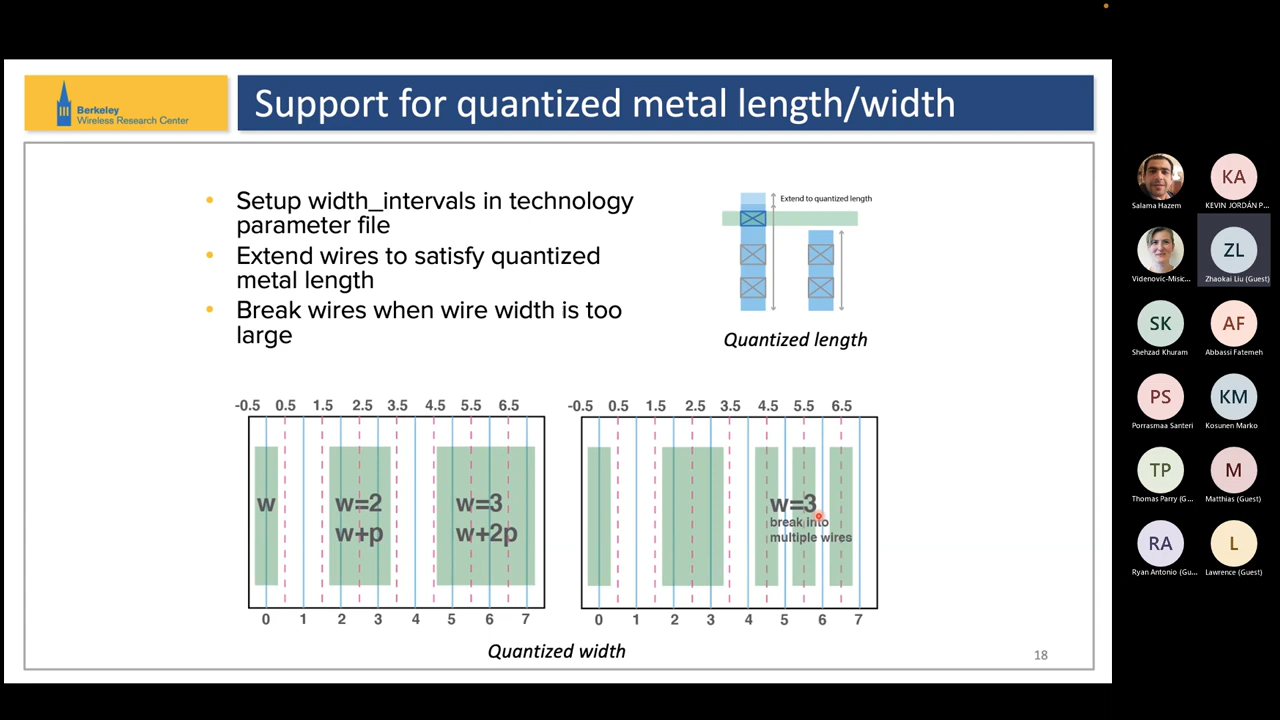 Berkeley
Wireless Research Center
Support for quantized metal length/width
• Setup width_intervals in technology
parameter file
• Extend wires to satisfy quantized
metal length
• Break wires when wire width is too
large
Extend to quantized length
Quantized length
-0.5 0.5 1.5 2.5 3.5 4.5 5.5 6.5
w
w=2
w+p
w=3
w+2p
0 1 2 3 4 5 6 7
-0.5 0.5 1.5 2.5 3.5 4.5 5.5 6.5
w=3
break into
multiple wires
0 1 2 3 4 5 6 7
Quantized width
18
Salama Hazem
KA
KEVIN JORDÁN P...
Videnovic-Misic...
ZL
Zhaokai Liu (Guest)
SK
Shehzad Khuram
AF
Abbassi Fatemeh
PS
Porrasmaa Santeri
KM
Kosunen Marko
TP
Thomas Parry (G...
M
Matthias (Guest)
RA
Ryan Antonio (Gu...
L
Lawrence (Guest)